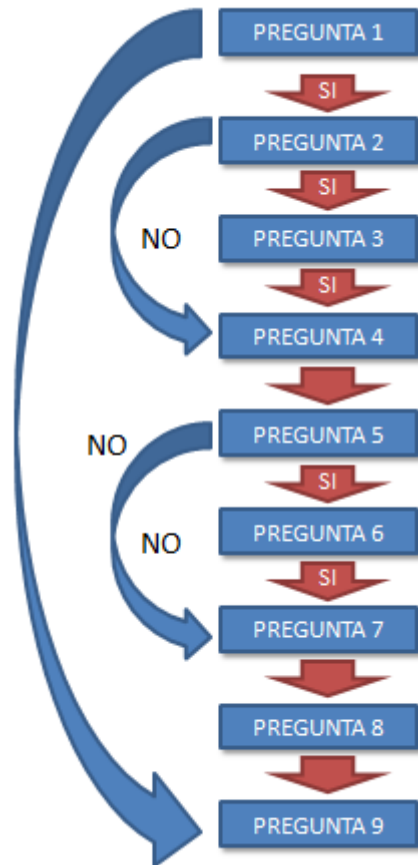 PREGUNTA 1
SI
PREGUNTA 2
SI
NO
PREGUNTA 3
SI
PREGUNTA 4
PREGUNTA 5
NO
SI
NO
PREGUNTA 6
SI
PREGUNTA 7
PREGUNTA 8
PREGUNTA 9